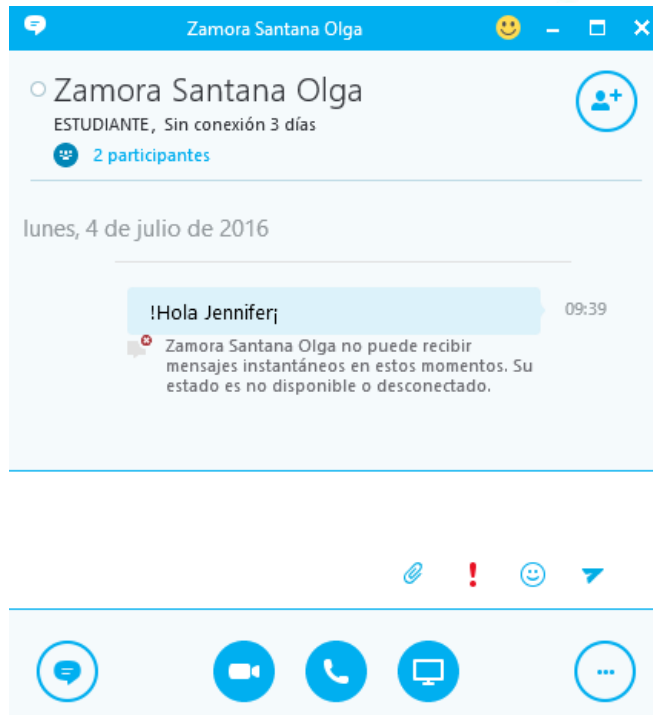 Zamora Santana Olga
Zamora Santana Olga
ESTUDIANTE, Sin conexión 3 días
2 participantes
lunes, 4 de julio de 2016
!Hola Jennifer¡
09:39
Zamora Santana Olga no puede recibir
mensajes instantáneos en estos momentos. Su
estado es no disponible o desconectado.